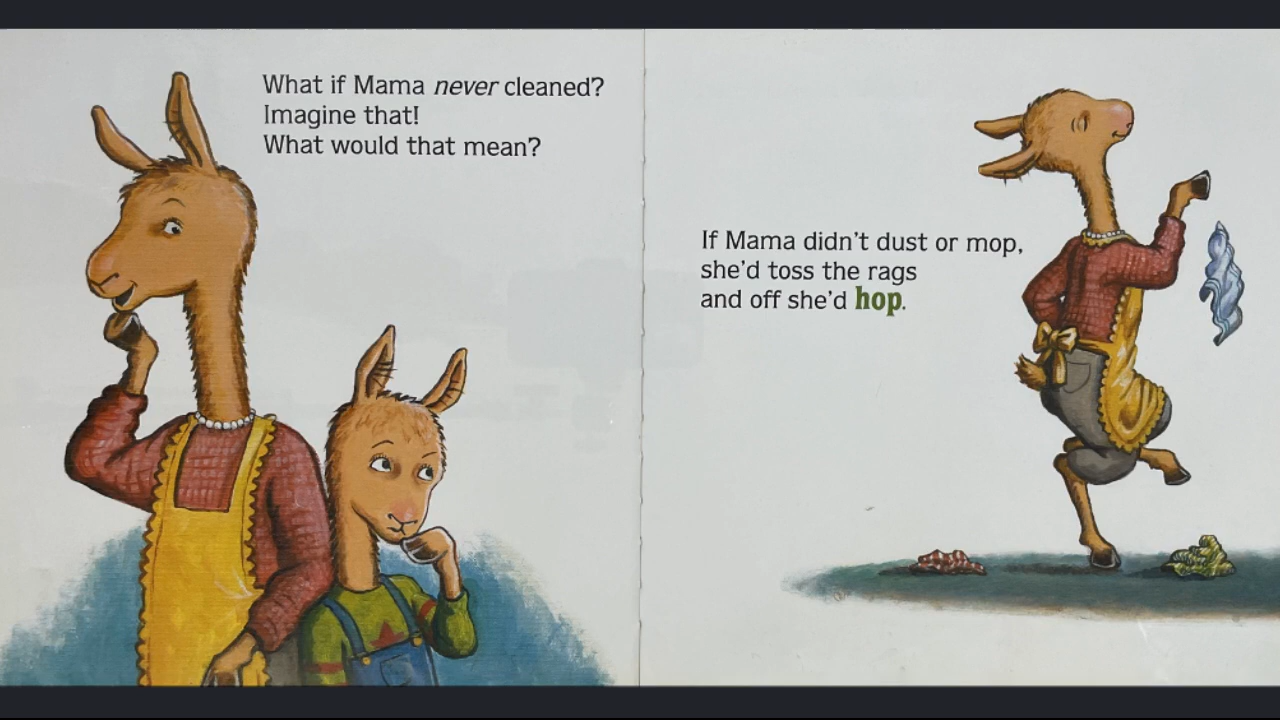 What if Mama never cleaned?
Imagine that!
What would that mean?
If Mama didn't dust or mop,
she'd toss the rags
and off she'd hop.